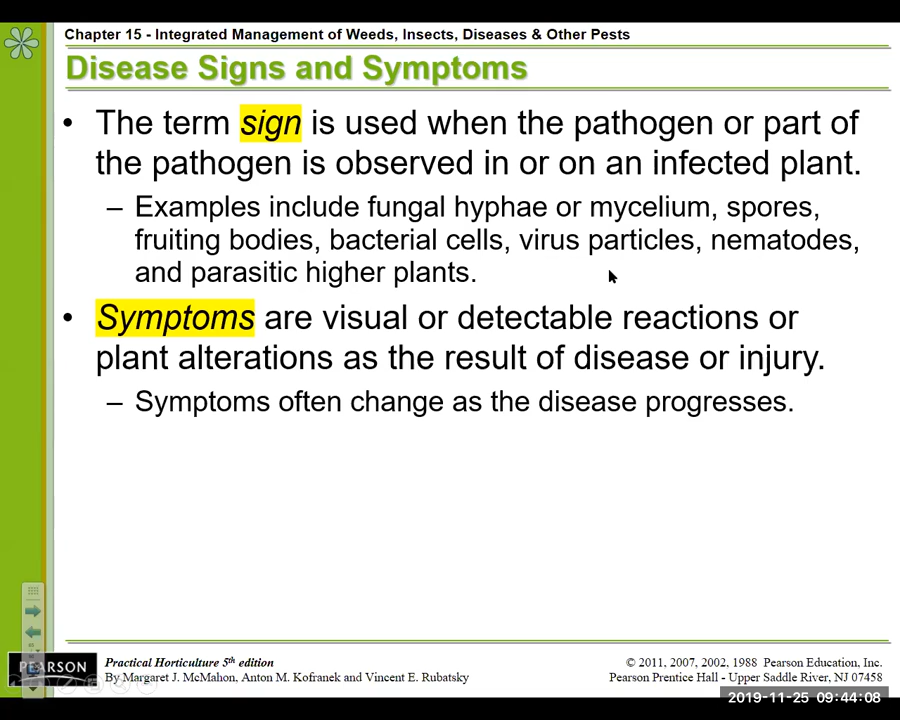 Chapter 15 - Integrated Management of Weeds, Insects, Diseases & Other Pests
Disease Signs and Symptoms
• The term sign is used when the pathogen or part of
the pathogen is observed in or on an infected plant.
– Examples include fungal hyphae or mycelium, spores,
fruiting bodies, bacterial cells, virus particles, nematodes,
and parasitic higher plants.
• Symptoms are visual or detectable reactions or
plant alterations as the result of disease or injury.
– Symptoms often change as the disease progresses.
PEARSON
Practical Horticulture 5th edition
By Margaret J. McMahon, Anton M. Kofranek and Vincent E. Rubatsky
© 2011, 2007, 2002, 1988 Pearson Education, Inc.
Pearson Prentice Hall - Upper Saddle River, NJ 07458
2019-11-25 09:44:08